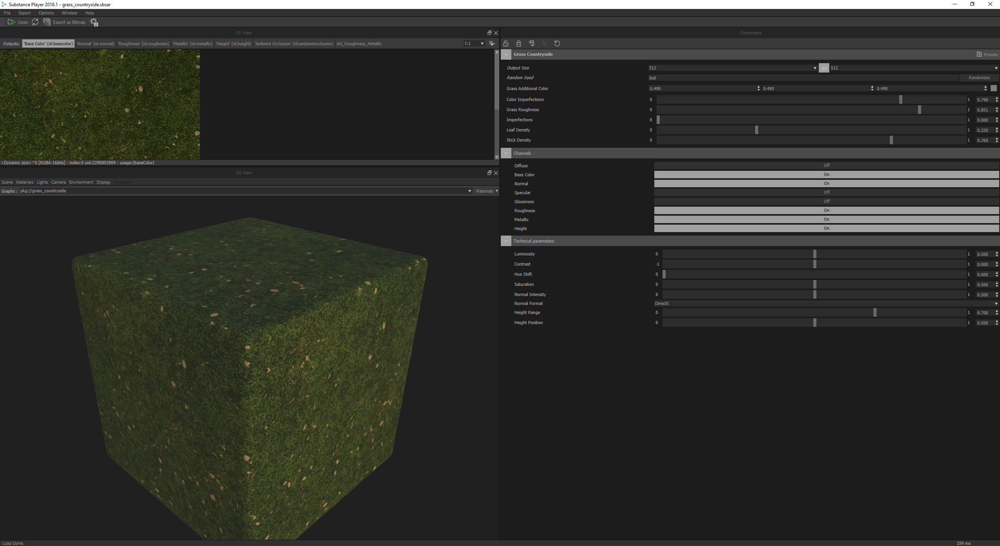 Substance Player 2018.1 - grass_countryside.sbsar
File Export Options Window Help
Open Export as Bitmap
2D View
Outputs: 'Base Color' (id:basecolor) 'Normal' (id:normal) 'Roughness' (id:roughness) 'Metallic' (id:metallic) 'Height' (id:height) 'Ambient Occlusion' (id:ambientocclusion) AO_Roughness_Metallic 1:1
<Dynamic size>^0 [RGBA-16bits] - index:5 uid:2290853909 - usage:|baseColor|
3D View
Scene Materials Lights Camera Environment Display Renderer
Graphs : pkg://grass_countryside Materials
Parameters
Grass Countryside Presets
Output Size 512 512
Random Seed 0x0 Randomize
Grass Additional Color 0.490 0.490 0.490
Color Imperfections 0 1 0.790
Grass Roughness 0 1 0.851
Imperfections 0 1 0.000
Leaf Density 0 1 0.320
Stick Density 0 1 0.760
Channels
Diffuse Off
Base Color On
Normal On
Specular Off
Glossiness Off
Roughness On
Metallic On
Height On
Technical parameters
Luminosity 0 1 0.500
Contrast -1 1 0.000
Hue Shift 0 1 0.000
Saturation 0 1 0.500
Normal Intensity 0 1 0.500
Normal Format DirectX
Height Range 0 1 0.700
Height Position 0 1 0.500
Load Done. 159 ms